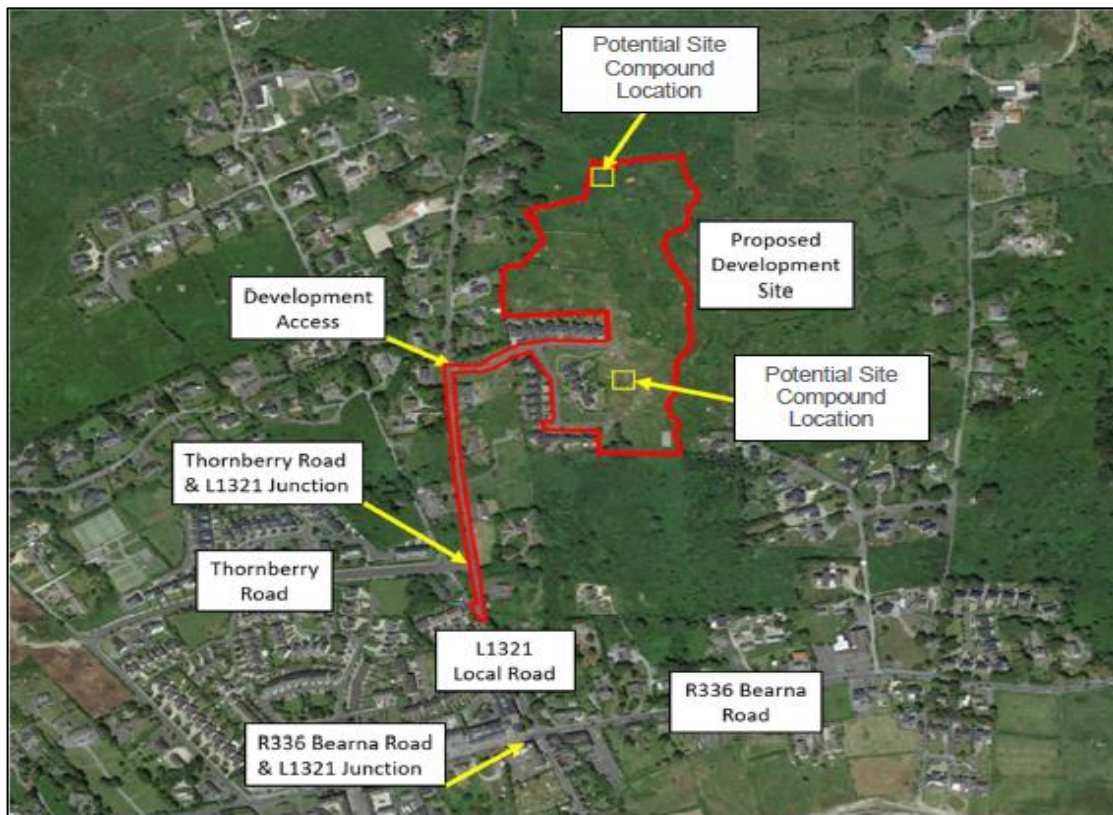 Potential Site
Compound
Location
Proposed
Development
Site
Development
Access
Potential Site
Compound
Location
Thornberry Road
& L1321 Junction
Thornberry
Road
L1321
Local Road
R336 Bearna
Road
R336 Bearna Road
& L1321 Junction